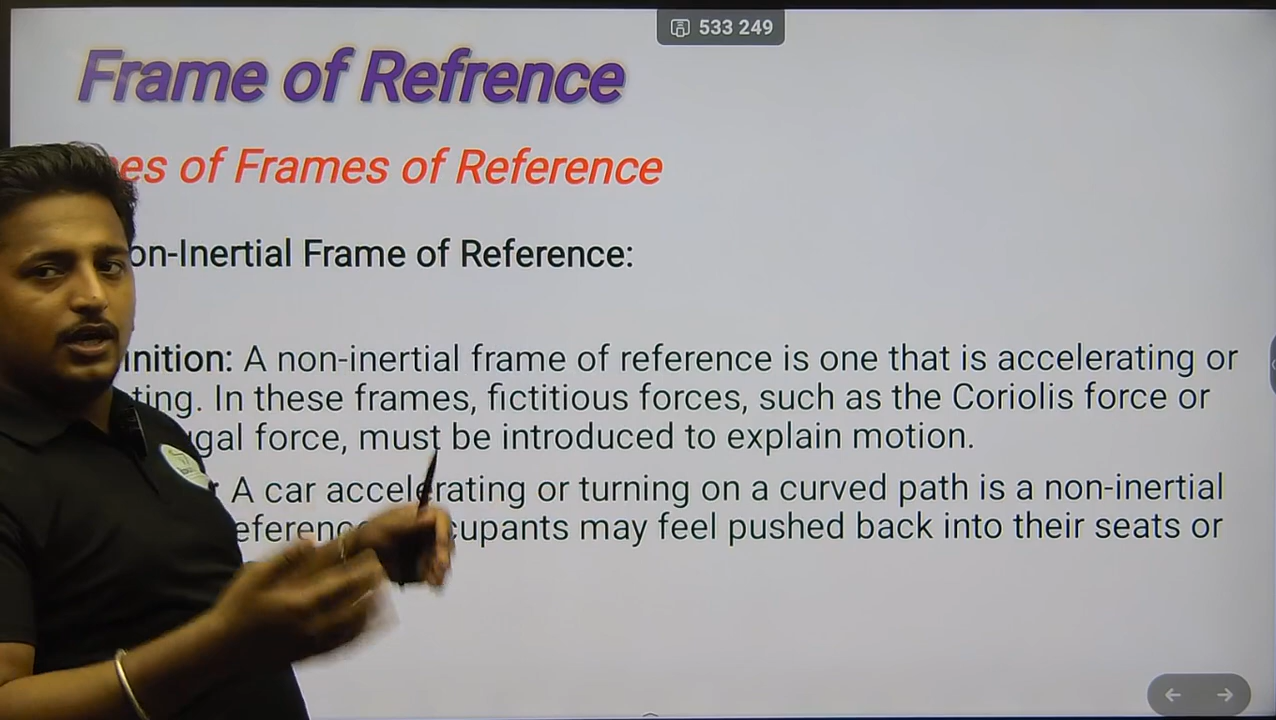 533 249
Frame of Refrence
es of Frames of Reference
on-Inertial Frame of Reference:
inition: A non-inertial frame of reference is one that is accelerating or
ting. In these frames, fictitious forces, such as the Coriolis force or
gal force, must be introduced to explain motion.
A car accelerating or turning on a curved path is a non-inertial
eference cupants may feel pushed back into their seats or